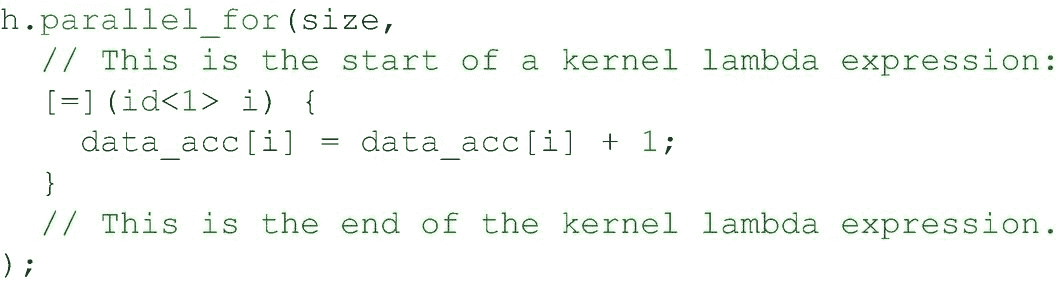 h.parallel_for(size,
// This is the start of a kernel lambda expression:
[=](id<1> i) {
data_acc[i] = data_acc[i] + 1;
}
// This is the end of the kernel lambda expression.
);